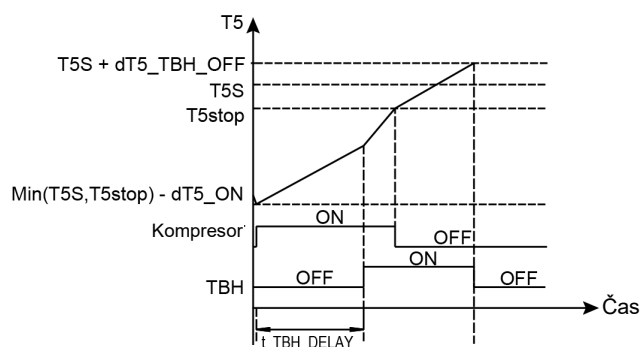 T5
T5S + dT5_TBH_OFF
T5S
T5stop
Min(T5S,T5stop) - dT5_ON
ON
Kompresor
OFF
ON
TBH
OFF
OFF
Čas
t_TBH_DELAY